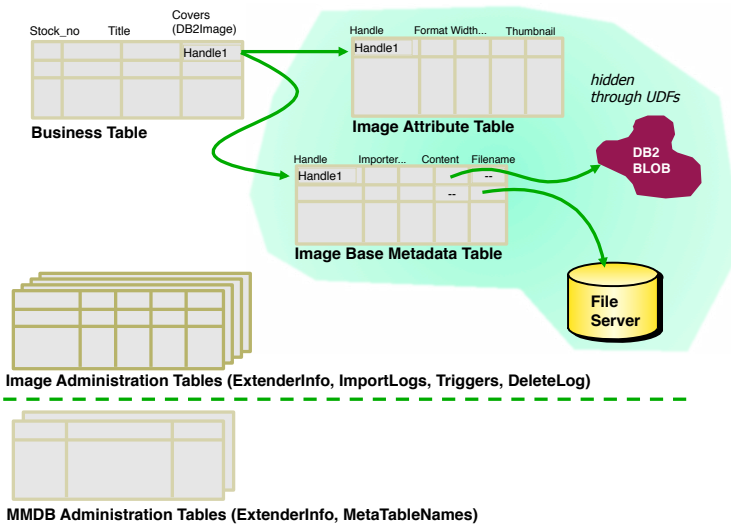 Covers
(DB2Image)
Stock_no Title
Handle1
Business Table
Handle Format Width... Thumbnail
Handle1
Image Attribute Table
hidden
through UDFs
DB2
BLOB
Handle Importer... Content Filename
Handle1 --
--
Image Base Metadata Table
File
Server
Image Administration Tables (ExtenderInfo, ImportLogs, Triggers, DeleteLog)
MMDB Administration Tables (ExtenderInfo, MetaTableNames)